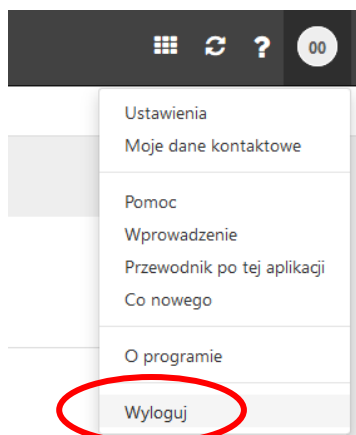 ? 00
Ustawienia
Moje dane kontaktowe
Pomoc
Wprowadzenie
Przewodnik po tej aplikacji
Co nowego
O programie
Wyloguj